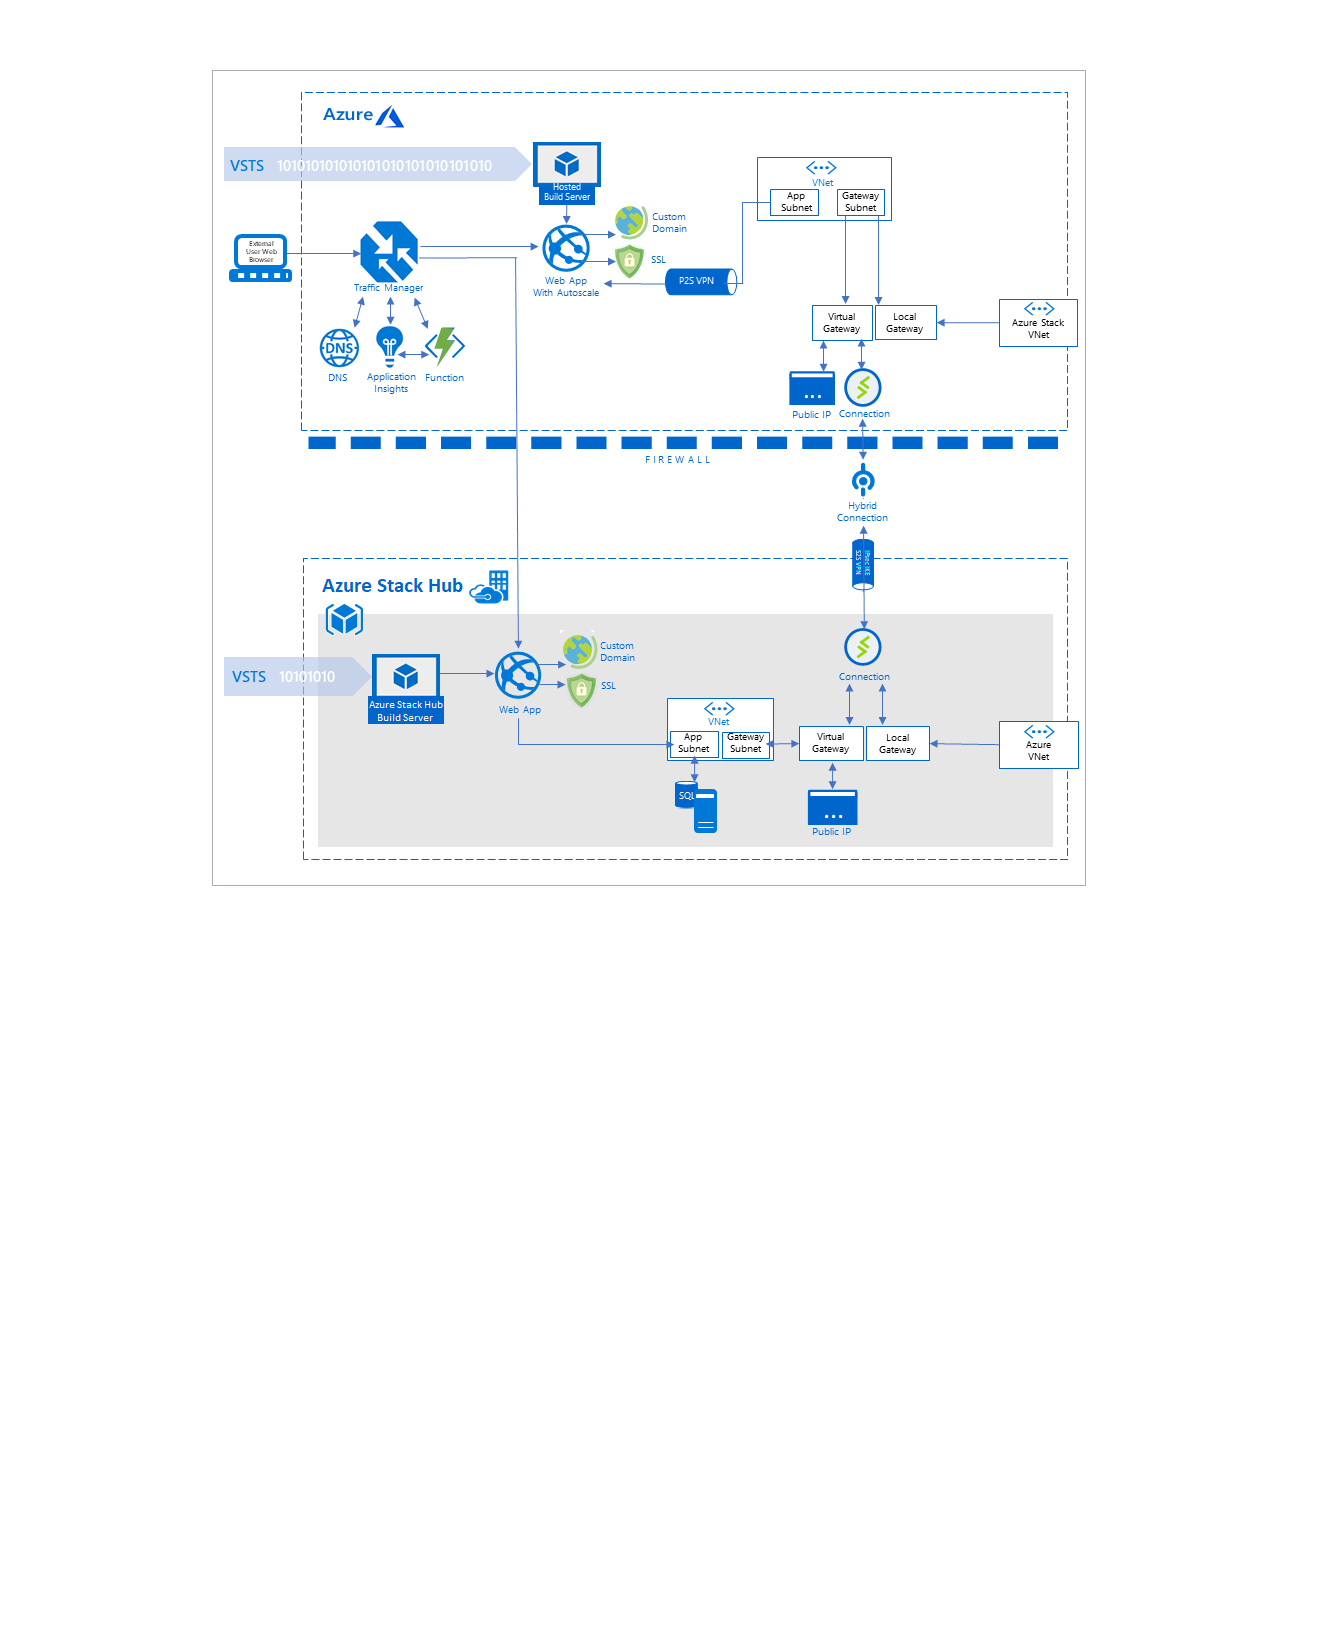 Azure
VSTS 10101010101010101010101010101010
Hosted
Build Server
Custom
Domain
SSL
Web App
With Autoscale
P2S VPN
VNet
App
Subnet
Gateway
Subnet
External
User Web
Browser
Traffic Manager
DNS
DNS
Application
Insights
Function
Virtual
Gateway
Local
Gateway
Azure Stack
VNet
Public IP
Connection
FIREWALL
Hybrid
Connection
S2S VPN
Azure Stack Hub
VSTS 10101010
Azure Stack Hub
Build Server
Web App
Custom
Domain
SSL
VNet
App
Subnet
Gateway
Subnet
SQL
Connection
Virtual
Gateway
Local
Gateway
Azure
VNet
Public IP